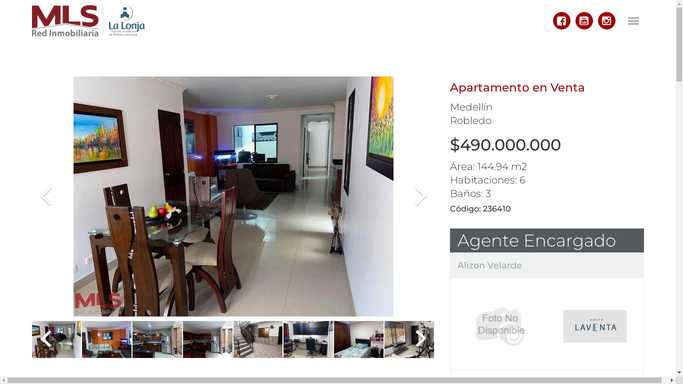 MLS
Red Inmobiliaria
La Lonja
Apartamento en Venta
Medellín
Robledo
$490.000.000
Área: 144.94 m2
Habitaciones: 6
Baños: 3
Código: 236410
Agente Encargado
Alizon Velarde
Foto No
Disponible
LAVENTA
MLS